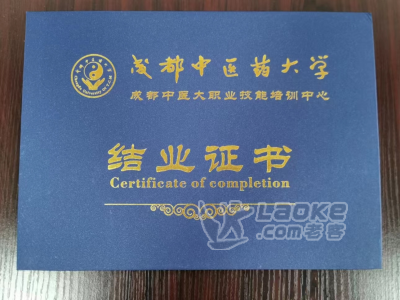 成都中医药大学
成都中医大职业技能培训中心
结业证书
Certificate of completion
LAOKE
.com老客